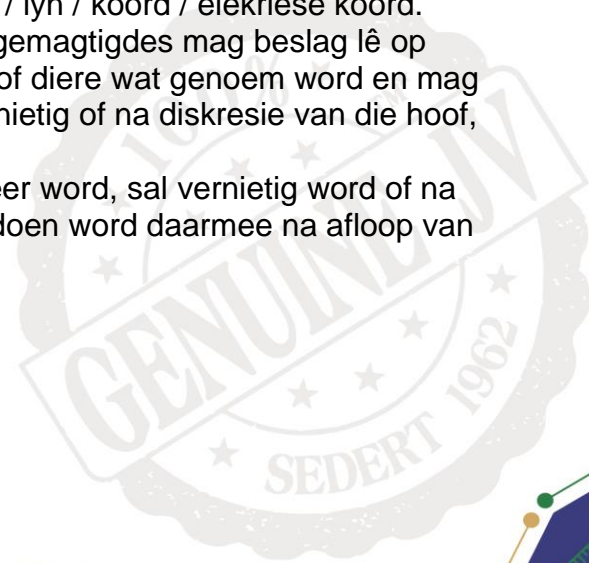 / lyn / koord / elekriese koord.
gemagtigdes mag beslag lê op
of diere wat genoem word en mag
nietig of na diskresie van die hoof,
eer word, sal vernietig word of na
doen word daarmee na afloop van
100%
GENUINE JV
SEDERT 1962